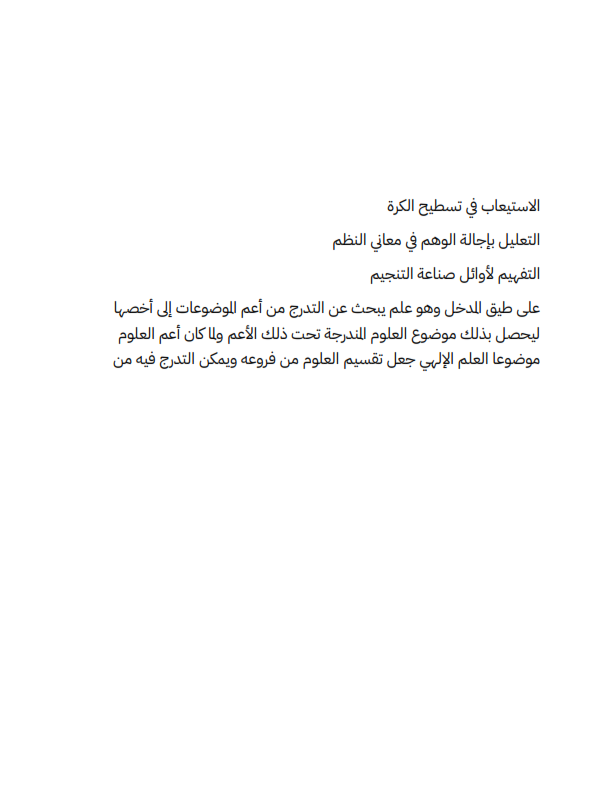 الاستيعاب في تسطيح الكرة
التعليل بإجالة الوهم في معاني النظم
التفهيم لأوائل صناعة التنجيم
على طيق المدخل وهو علم يبحث عن التدرج من أعم الموضوعات إلى أخصها
ليحصل بذلك موضوع العلوم المندرجة تحت ذلك الأعم ولما كان أعم العلوم
موضوعا العلم الإلهي جعل تقسيم العلوم من فروعه ويمكن التدرج فيه من